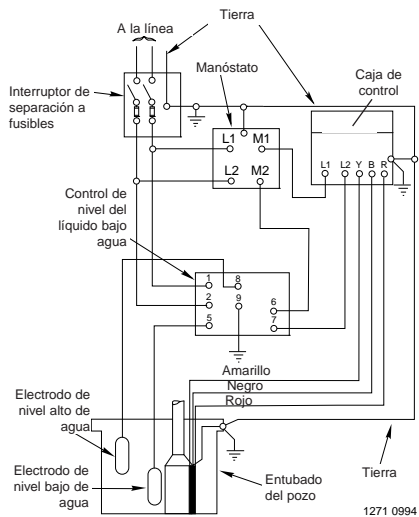 A la línea
Tierra
Interruptor de
separación a
fusibles
Manóstato
Caja de
control
L1 M1
L2 M2
L1 L2 Y B R
Control de
nivel del
líquido bajo
agua
1
8
2
9
6
5
7
Amarillo
Negro
Rojo
Electrodo de
nivel alto de
agua
Electrodo de
nivel bajo de
agua
Entubado
del pozo
Tierra
1271 0994